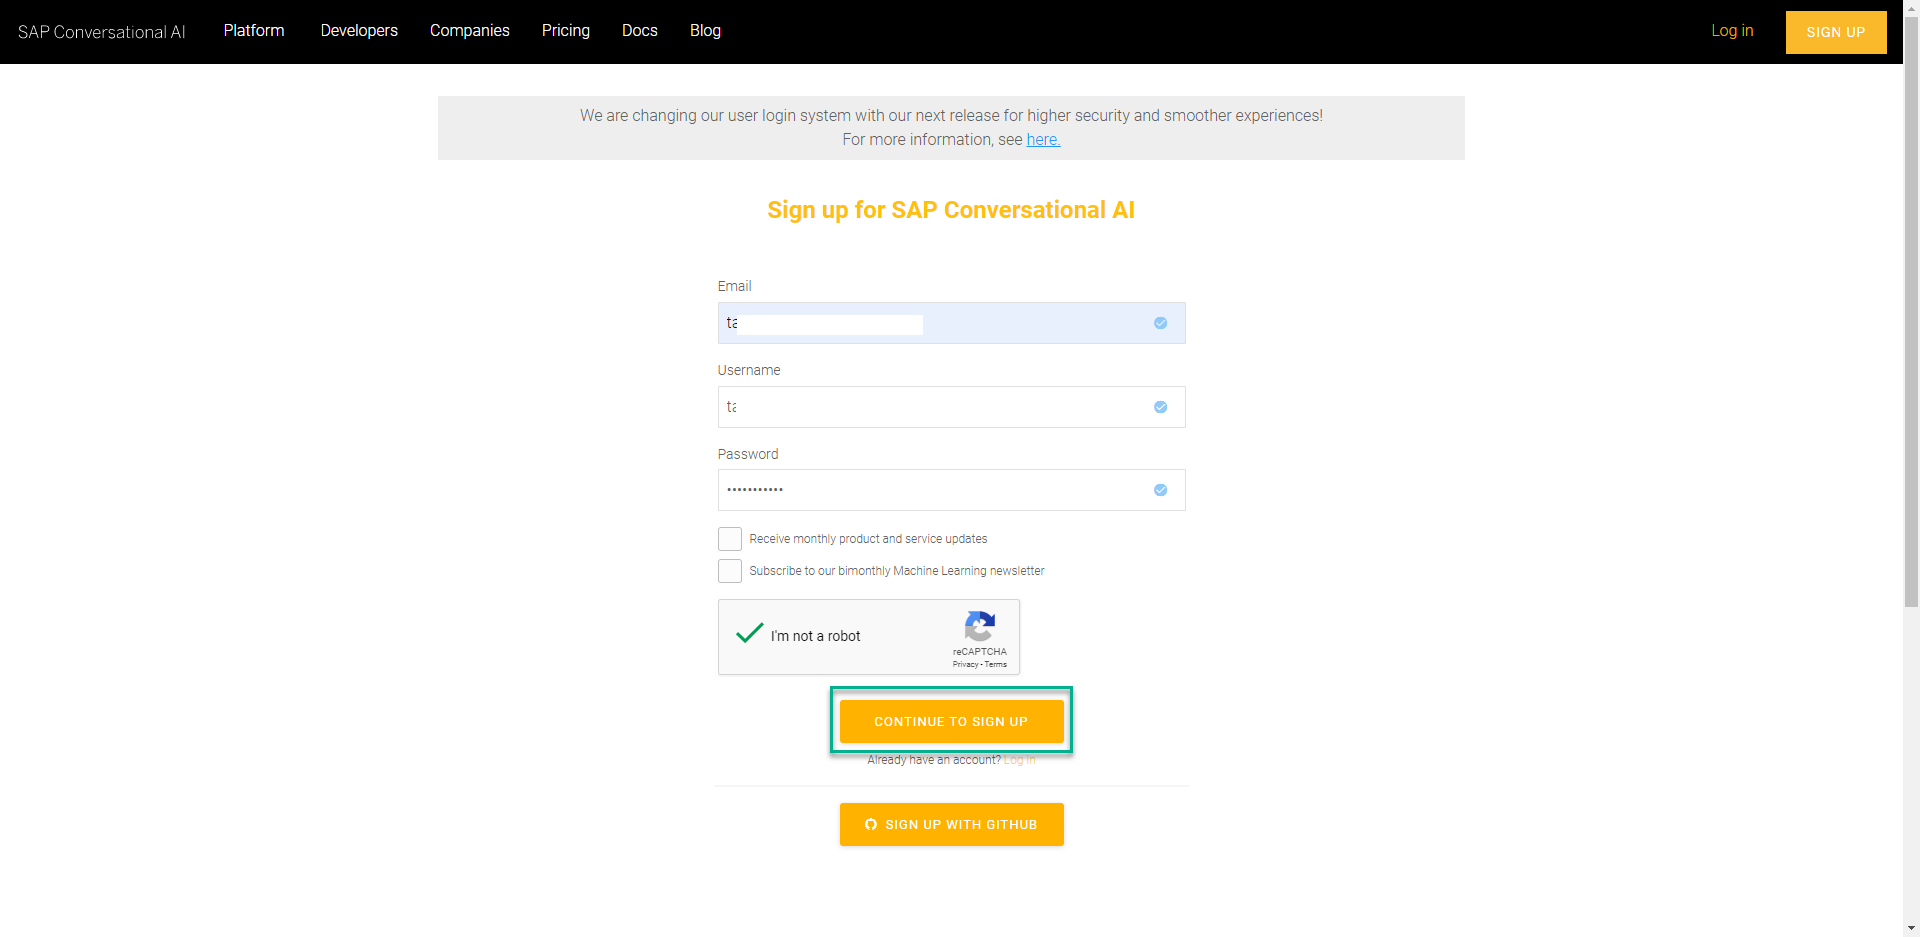 SAP Conversational AI Platform Developers Companies Pricing Docs Blog Log in SIGN UP
We are changing our user login system with our next release for higher security and smoother experiences!
For more information, see here.
Sign up for SAP Conversational AI
Email
Username
Password
•••••••••••
Receive monthly product and service updates
Subscribe to our bimonthly Machine Learning newsletter
I'm not a robot
reCAPTCHA
Privacy - Terms
CONTINUE TO SIGN UP
Already have an account? Log in
SIGN UP WITH GITHUB